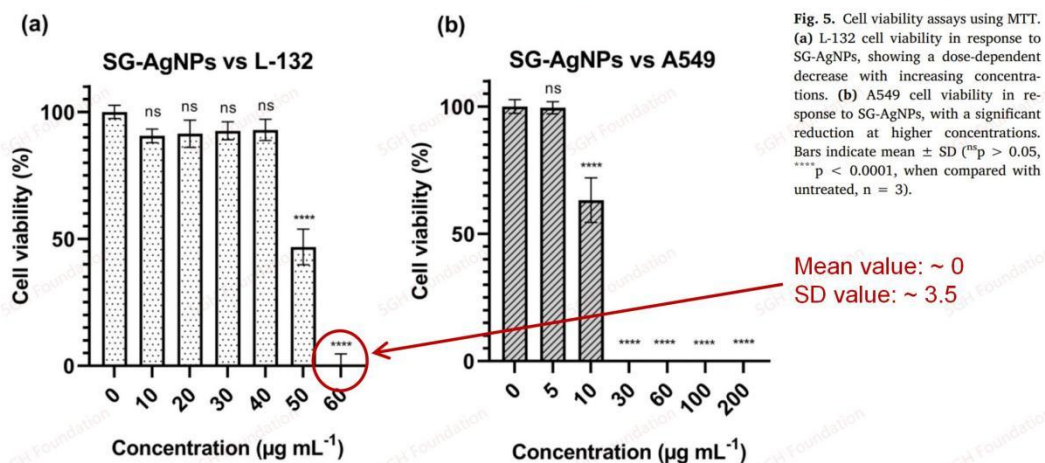 (a)
SG-AgNPs vs L-132
Cell viability (%)
100
50
0
ns
ns
ns
ns
****
****
0
10
20
30
40
50
60
Concentration (µg mL⁻¹)
(b)
SG-AgNPs vs A549
Cell viability (%)
100
50
0
ns
****
****
****
****
****
0
5
10
30
60
100
200
Concentration (µg mL⁻¹)
Fig. 5. Cell viability assays using MTT.
(a) L-132 cell viability in response to
SG-AgNPs, showing a dose-dependent
decrease with increasing concentra-
tions. (b) A549 cell viability in re-
sponse to SG-AgNPs, with a significant
reduction at higher concentrations.
Bars indicate mean ± SD (ⁿˢp > 0.05,
****p < 0.0001, when compared with
untreated, n = 3).
Mean value: ~ 0
SD value: ~ 3.5
SGH Foundation